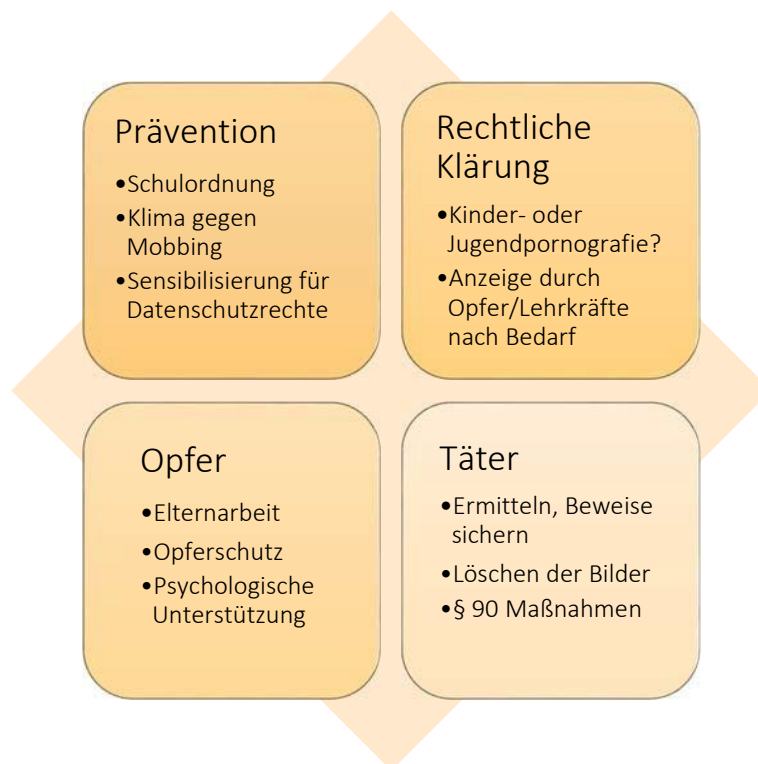 Prävention
•Schulordnung
•Klima gegen
Mobbing
•Sensibilisierung für
Datenschutzrechte
Rechtliche
Klärung
•Kinder- oder
Jugendpornografie?
•Anzeige durch
Opfer/Lehrkräfte
nach Bedarf
Opfer
•Elternarbeit
•Opferschutz
•Psychologische
Unterstützung
Täter
•Ermitteln, Beweise
sichern
•Löschen der Bilder
•§ 90 Maßnahmen